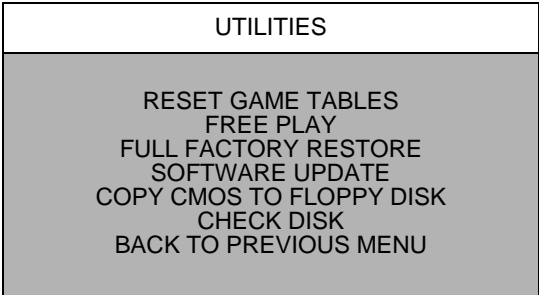 UTILITIES
RESET GAME TABLES
FREE PLAY
FULL FACTORY RESTORE
SOFTWARE UPDATE
COPY CMOS TO FLOPPY DISK
CHECK DISK
BACK TO PREVIOUS MENU